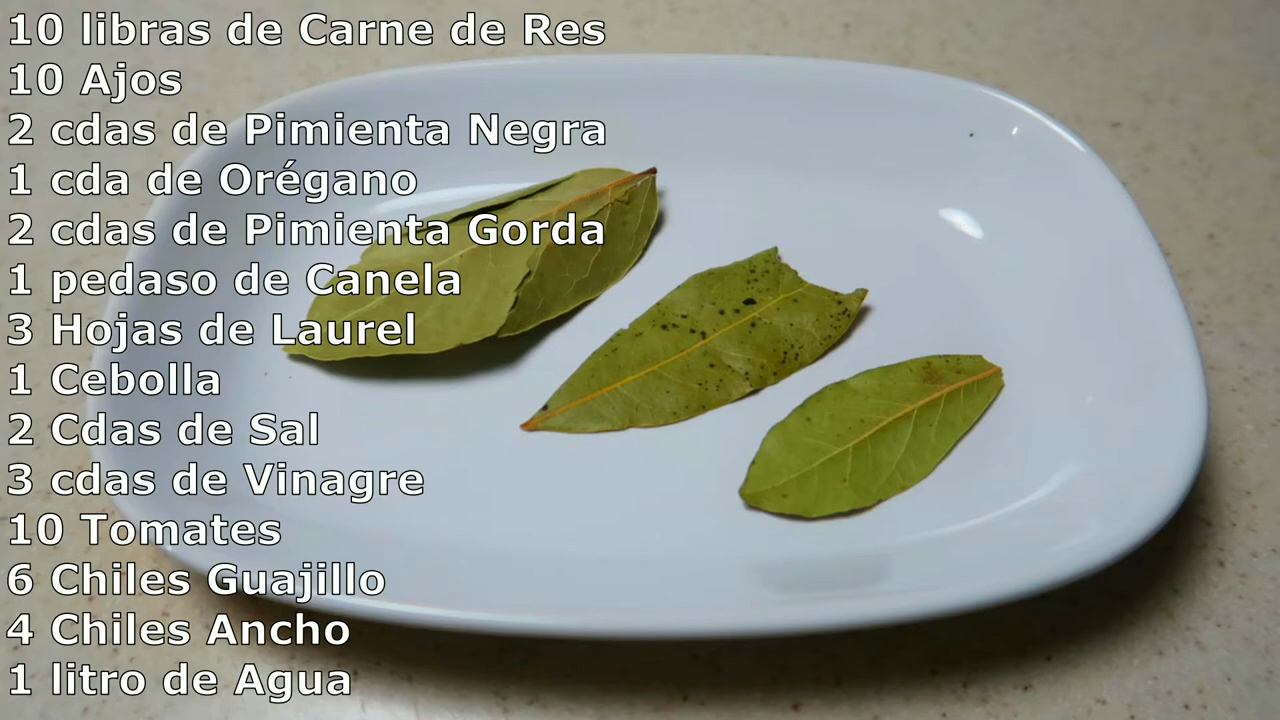 10 libras de Carne de Res
10 Ajos
2 cdas de Pimienta Negra
1 cda de Orégano
2 cdas de Pimienta Gorda
1 pedaso de Canela
3 Hojas de Laurel
1 Cebolla
2 Cdas de Sal
3 cdas de Vinagre
10 Tomates
6 Chiles Guajillo
4 Chiles Ancho
1 litro de Agua